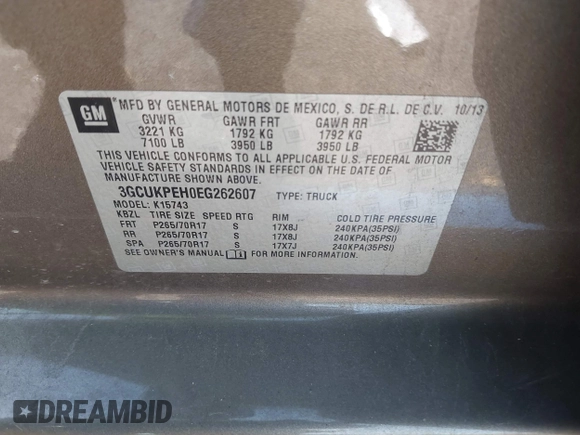 GM
MFD BY GENERAL MOTORS DE MEXICO, S. DE R.L. DE C.V. 10/13
GVWR GAWR FRT GAWR RR
3221 KG 1792 KG 1792 KG
7100 LB 3950 LB 3950 LB
THIS VEHICLE CONFORMS TO ALL APPLICABLE U.S. FEDERAL MOTOR
VEHICLE SAFETY STANDARDS IN EFFECT ON THE DATE OF
MANUFACTURE SHOWN ABOVE.
3GCUKPEH0EG262607 TYPE: TRUCK
MODEL: K15743
KBZL TIRE SIZE SPEED RTG RIM COLD TIRE PRESSURE
FRT P265/70R17 S 17X8J 240KPA(35PSI)
RR P265/70R17 S 17X8J 240KPA(35PSI)
SPA P265/70R17 S 17X7J 240KPA(35PSI)
SEE OWNER'S MANUAL FOR MORE INFORMATION.
DREAMBID